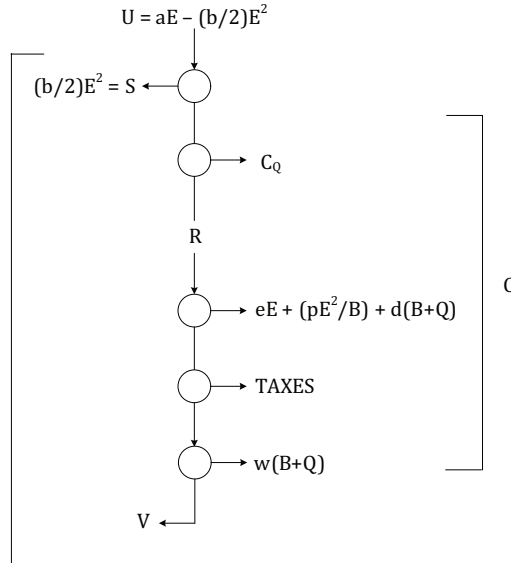 U = aE – (b/2)E²
(b/2)E² = S
C_Q
R
eE + (pE²/B) + d(B+Q)
TAXES
w(B+Q)
V